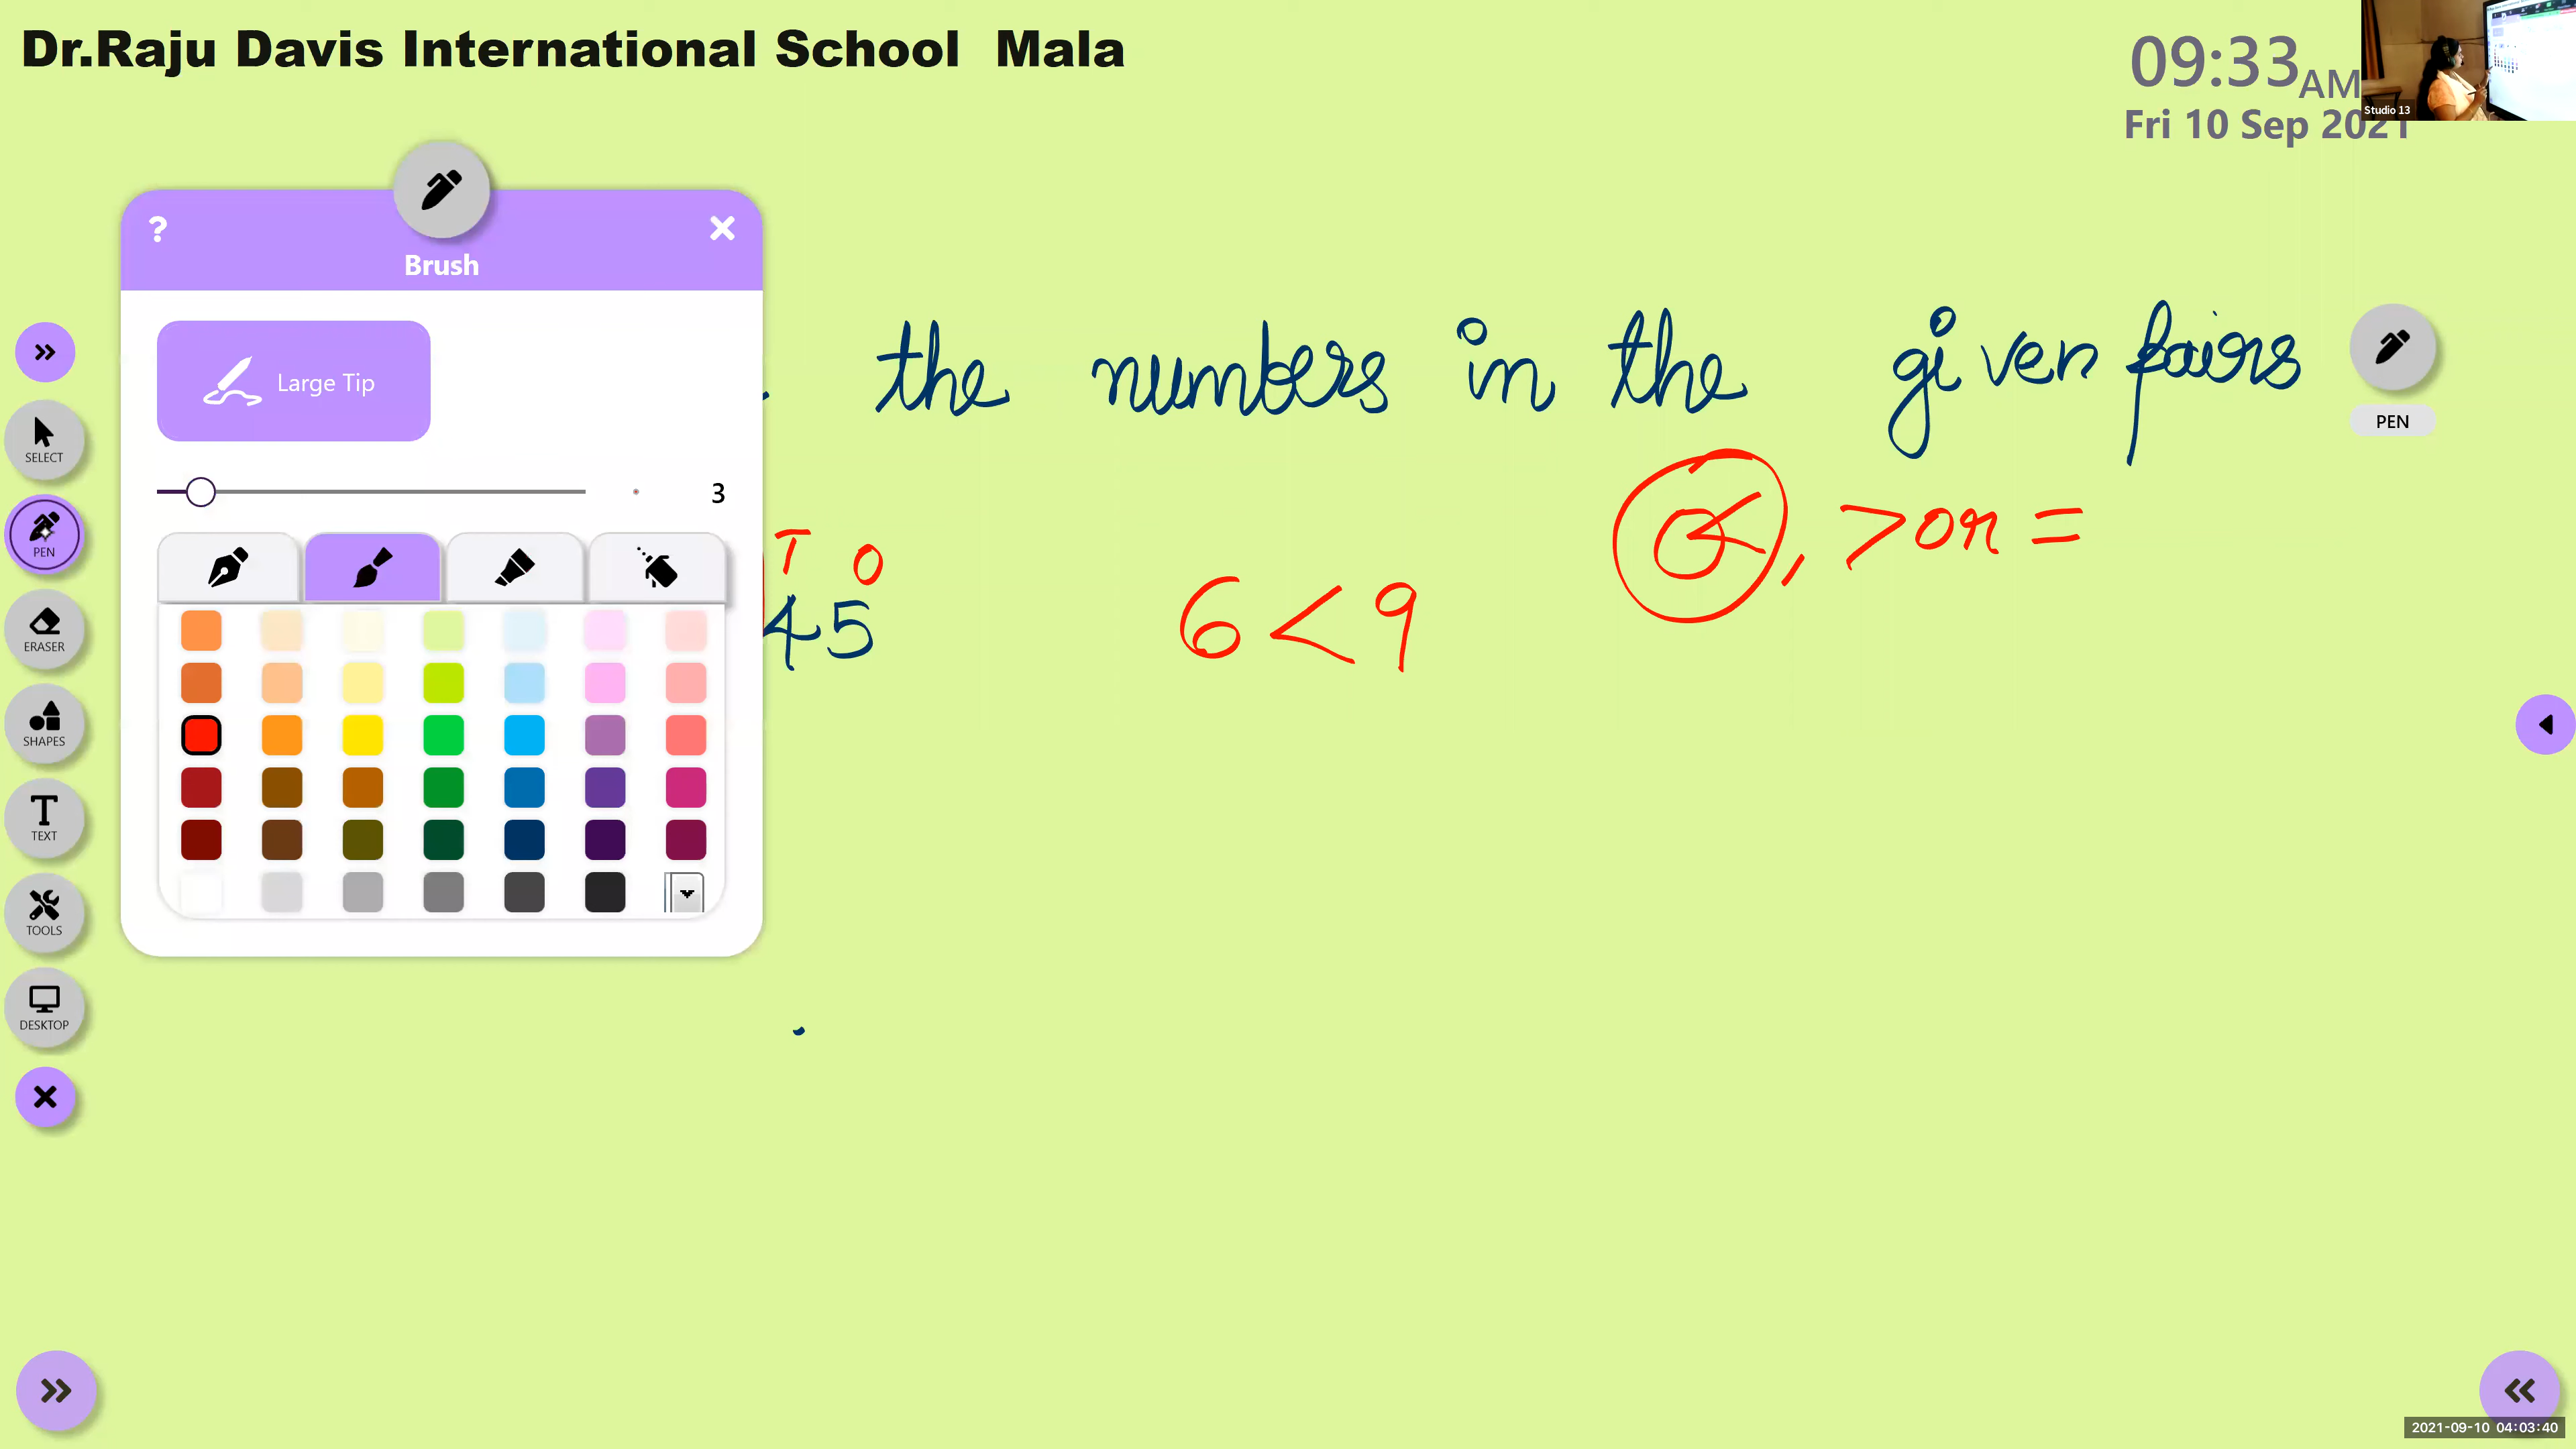 Dr.Raju Davis International School Mala
09:33 AM
Studio 13
Fri 10 Sep 2021
?
Brush
Large Tip
3
the numbers in the given pairs
<, > or =
T O
45
6 < 9
PEN
SELECT
PEN
ERASER
SHAPES
TEXT
TOOLS
DESKTOP
2021-09-10 04:03:40